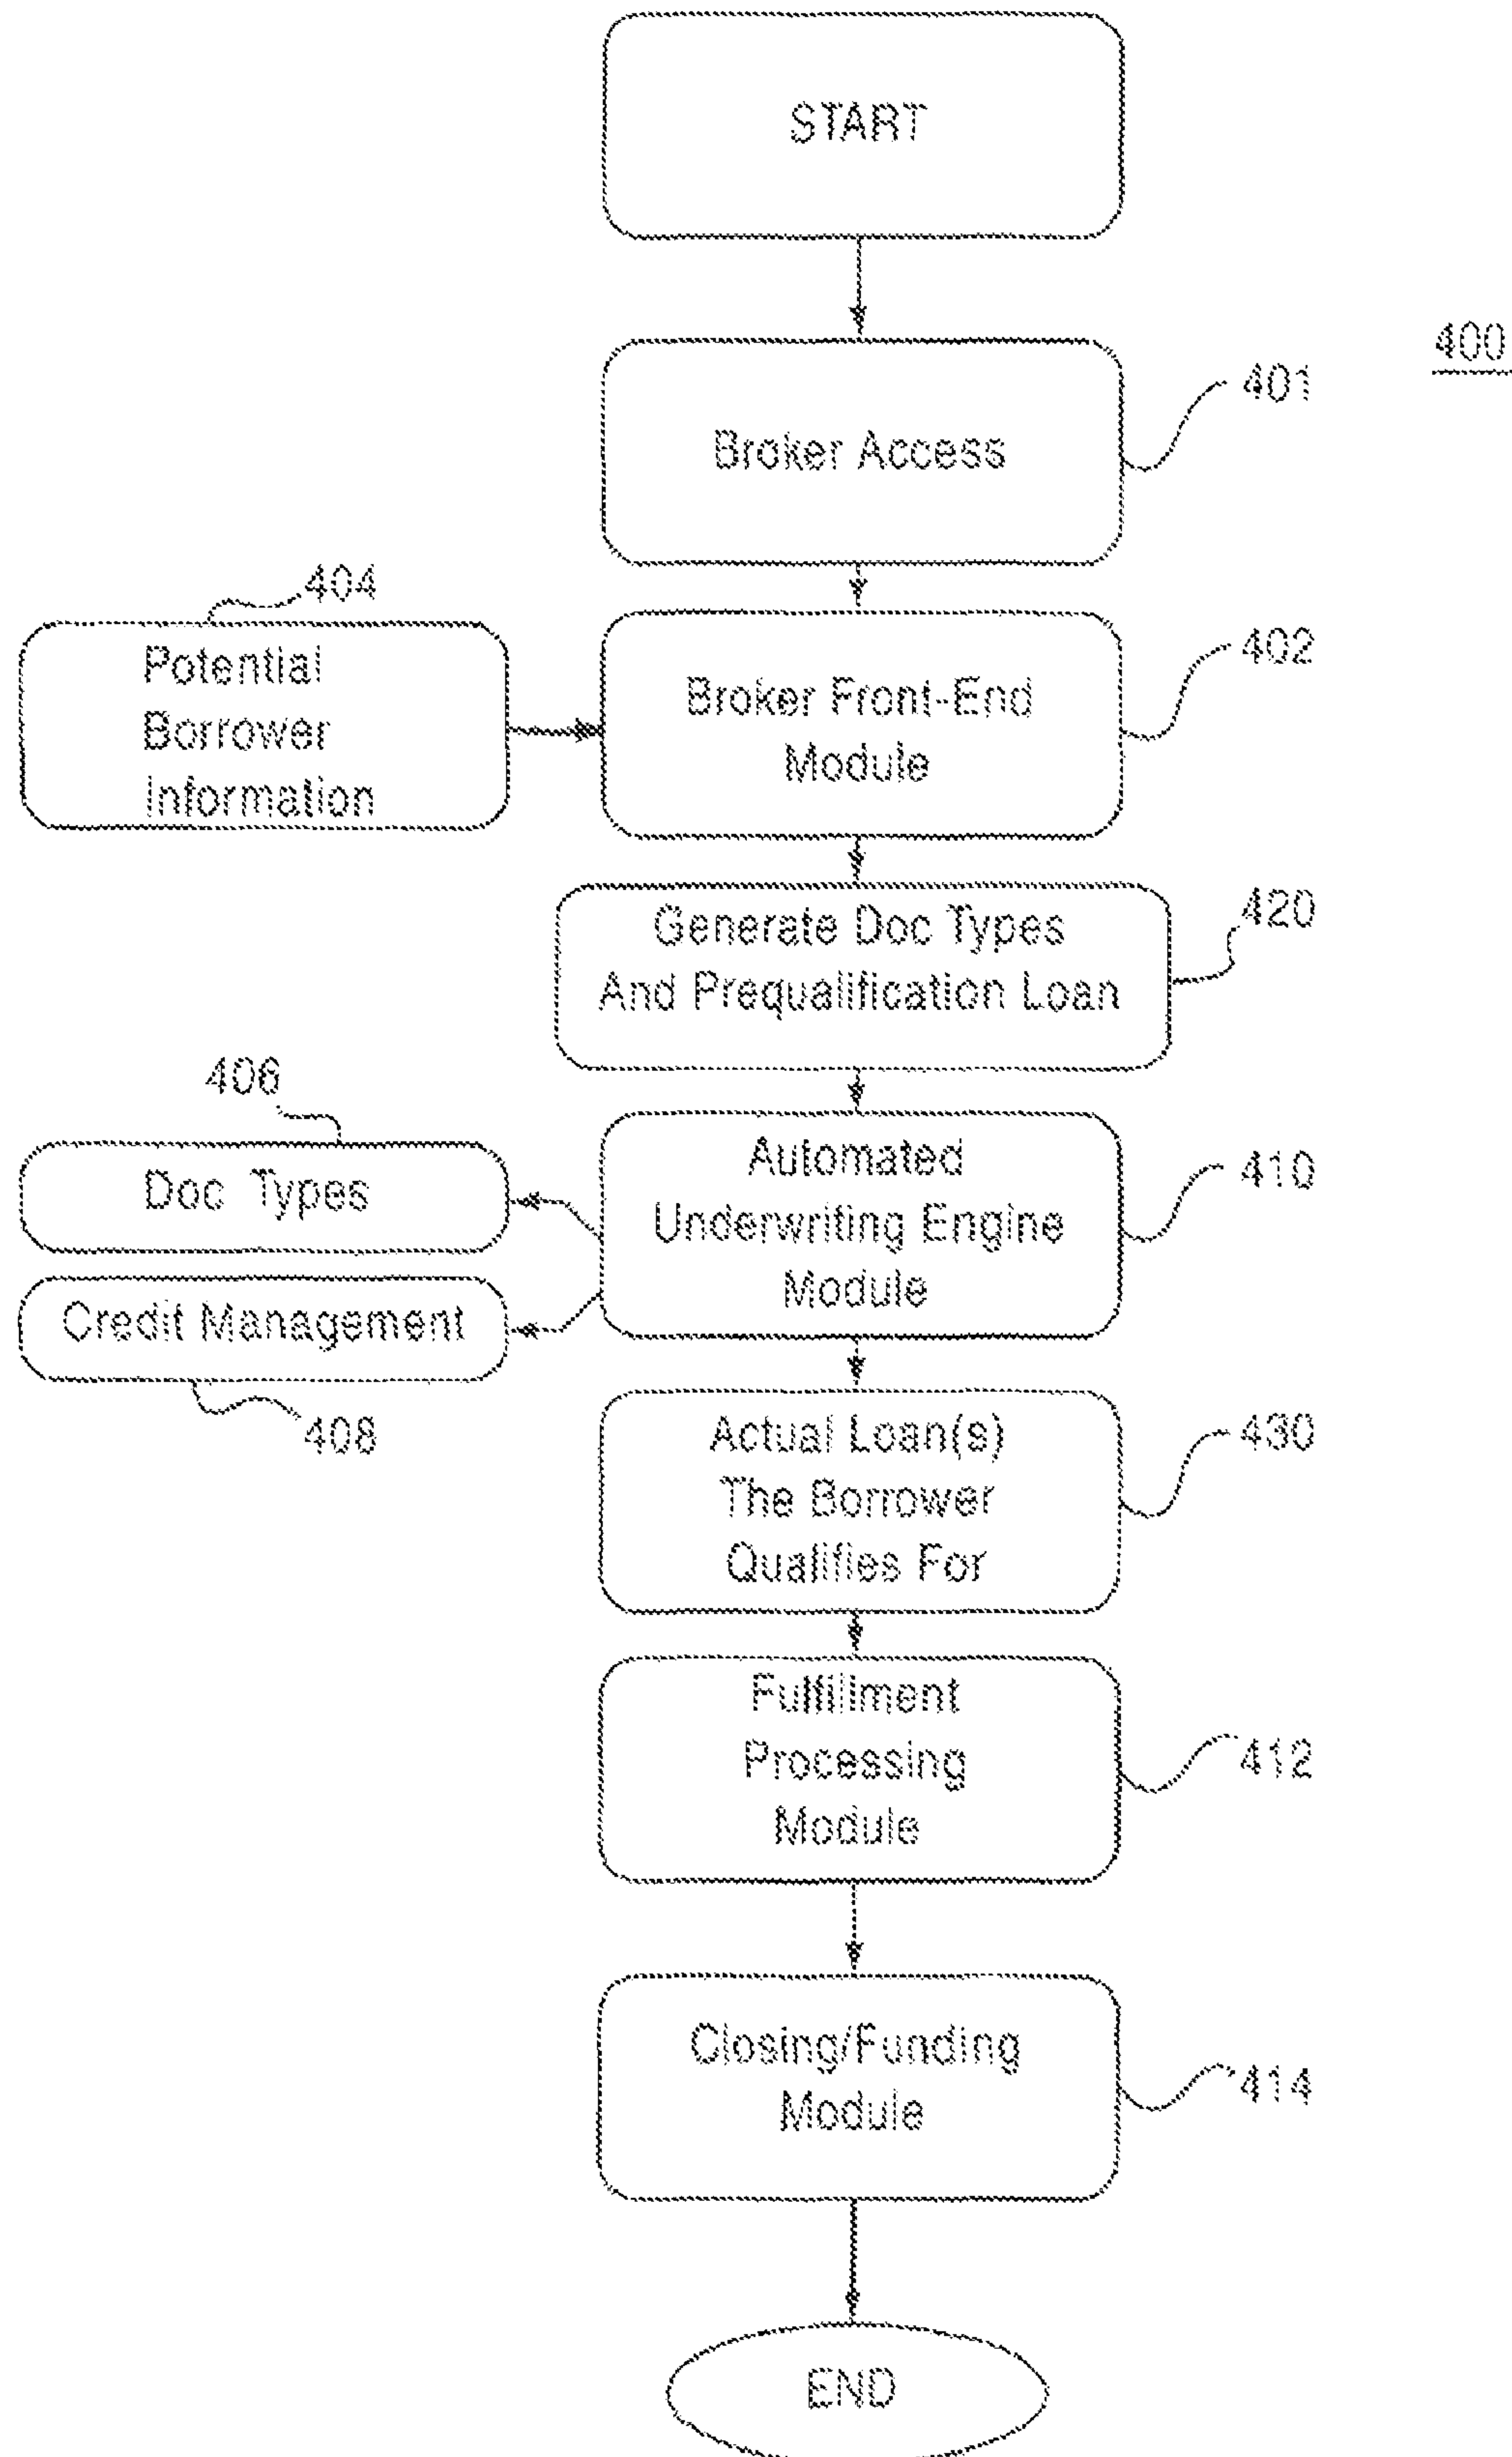 START
400
401
Broker Access
404
Potential
Borrower
Information
402
Broker Front-End
Module
420
Generate Doc Types
And Prequalification Loan
406
Doc Types
Credit Management
408
410
Automated
Underwriting Engine
Module
430
Actual Loan(s)
The Borrower
Qualifies For
Fulfillment
Processing
Module
412
Closing/Funding
Module
414
END